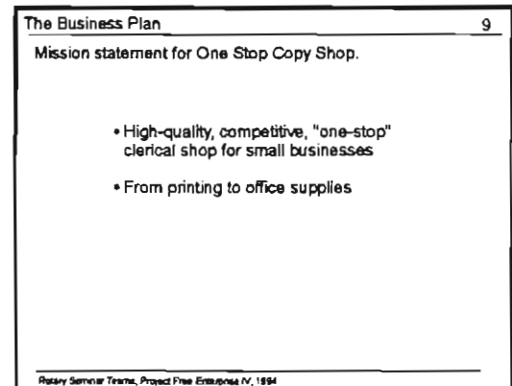 The Business Plan 9
Mission statement for One Stop Copy Shop.
• High-quality, competitive, "one-stop"
clerical shop for small businesses
• From printing to office supplies
Rotary Seminar Teams, Project Free Enterprise IV, 1994